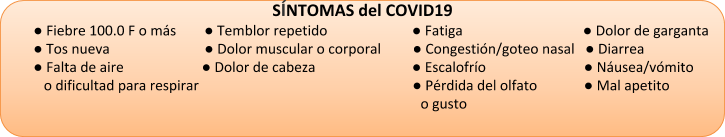 SÍNTOMAS del COVID19
● Fiebre 100.0 F o más ● Temblor repetido ● Fatiga ● Dolor de garganta
● Tos nueva ● Dolor muscular o corporal ● Congestión/goteo nasal ● Diarrea
● Falta de aire ● Dolor de cabeza ● Escalofrío ● Náusea/vómito
o dificultad para respirar ● Pérdida del olfato ● Mal apetito
o gusto